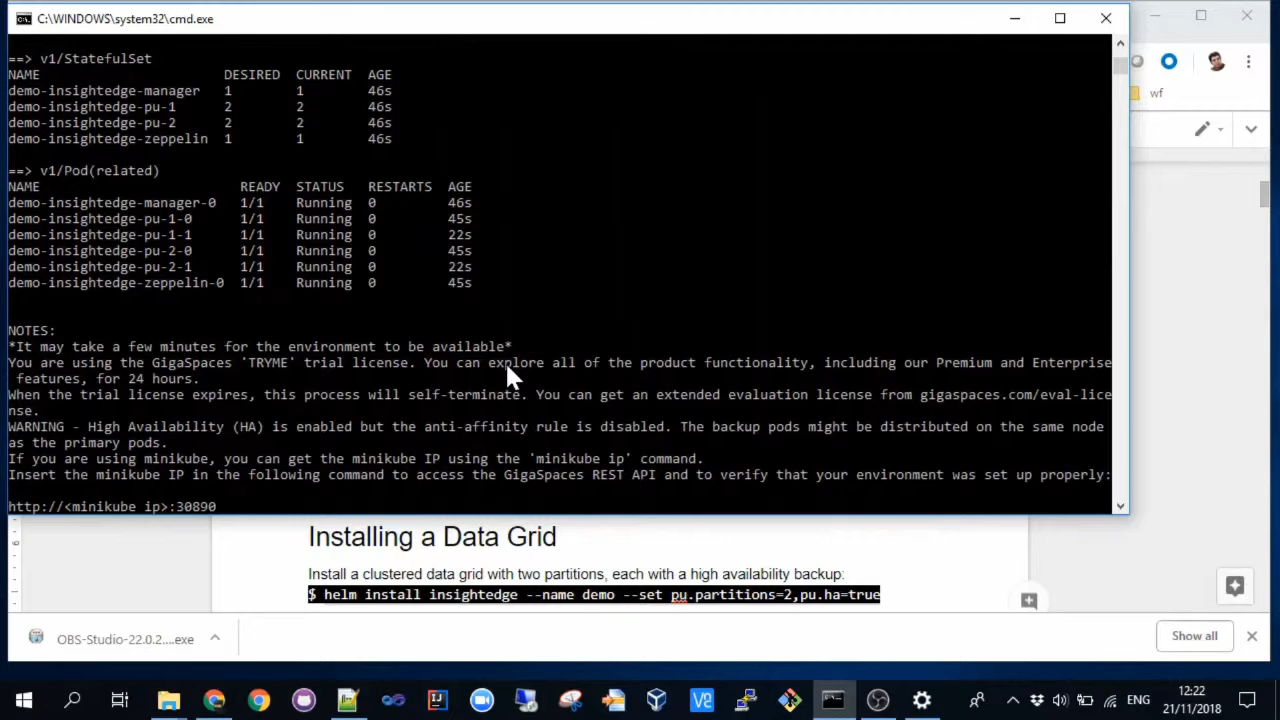 C:\WINDOWS\system32\cmd.exe
==> v1/StatefulSet
NAME DESIRED CURRENT AGE
demo-insightedge-manager 1 1 46s
demo-insightedge-pu-1 2 2 46s
demo-insightedge-pu-2 2 2 46s
demo-insightedge-zeppelin 1 1 46s
==> v1/Pod(related)
NAME READY STATUS RESTARTS AGE
demo-insightedge-manager-0 1/1 Running 0 46s
demo-insightedge-pu-1-0 1/1 Running 0 45s
demo-insightedge-pu-1-1 1/1 Running 0 22s
demo-insightedge-pu-2-0 1/1 Running 0 45s
demo-insightedge-pu-2-1 1/1 Running 0 22s
demo-insightedge-zeppelin-0 1/1 Running 0 45s
NOTES:
*It may take a few minutes for the environment to be available*
You are using the GigaSpaces 'TRYME' trial license. You can explore all of the product functionality, including our Premium and Enterprise
features, for 24 hours.
When the trial license expires, this process will self-terminate. You can get an extended evaluation license from gigaspaces.com/eval-lice
nse.
WARNING - High Availability (HA) is enabled but the anti-affinity rule is disabled. The backup pods might be distributed on the same node
as the primary pods.
If you are using minikube, you can get the minikube IP using the 'minikube ip' command.
Insert the minikube IP in the following command to access the GigaSpaces REST API and to verify that your environment was set up properly:
http://<minikube ip>:30890
wf
Installing a Data Grid
Install a clustered data grid with two partitions, each with a high availability backup:
$ helm install insightedge --name demo --set pu.partitions=2,pu.ha=true
OBS-Studio-22.0.2....exe
Show all
ENG
12:22
21/11/2018